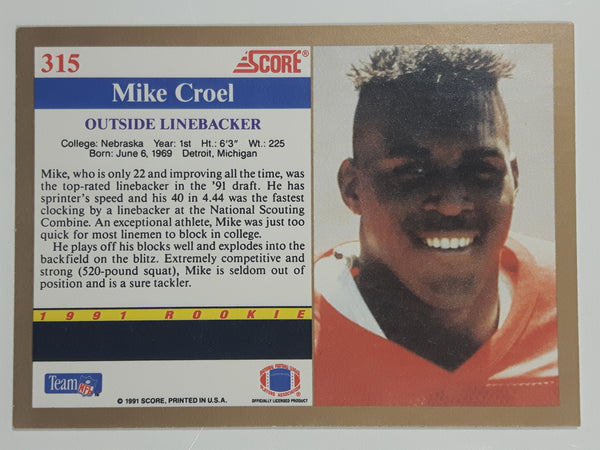 315
SCORE®
Mike Croel
OUTSIDE LINEBACKER
College: Nebraska Year: 1st Ht.: 6'3" Wt.: 225
Born: June 6, 1969 Detroit, Michigan
Mike, who is only 22 and improving all the time, was
the top-rated linebacker in the '91 draft. He has
sprinter's speed and his 40 in 4.44 was the fastest
clocking by a linebacker at the National Scouting
Combine. An exceptional athlete, Mike was just too
quick for most linemen to block in college.
He plays off his blocks well and explodes into the
backfield on the blitz. Extremely competitive and
strong (520-pound squat), Mike is seldom out of
position and is a sure tackler.
1991 ROOKIE
Team NFL
© 1991 SCORE, PRINTED IN U.S.A.
OFFICIALLY LICENSED PRODUCT